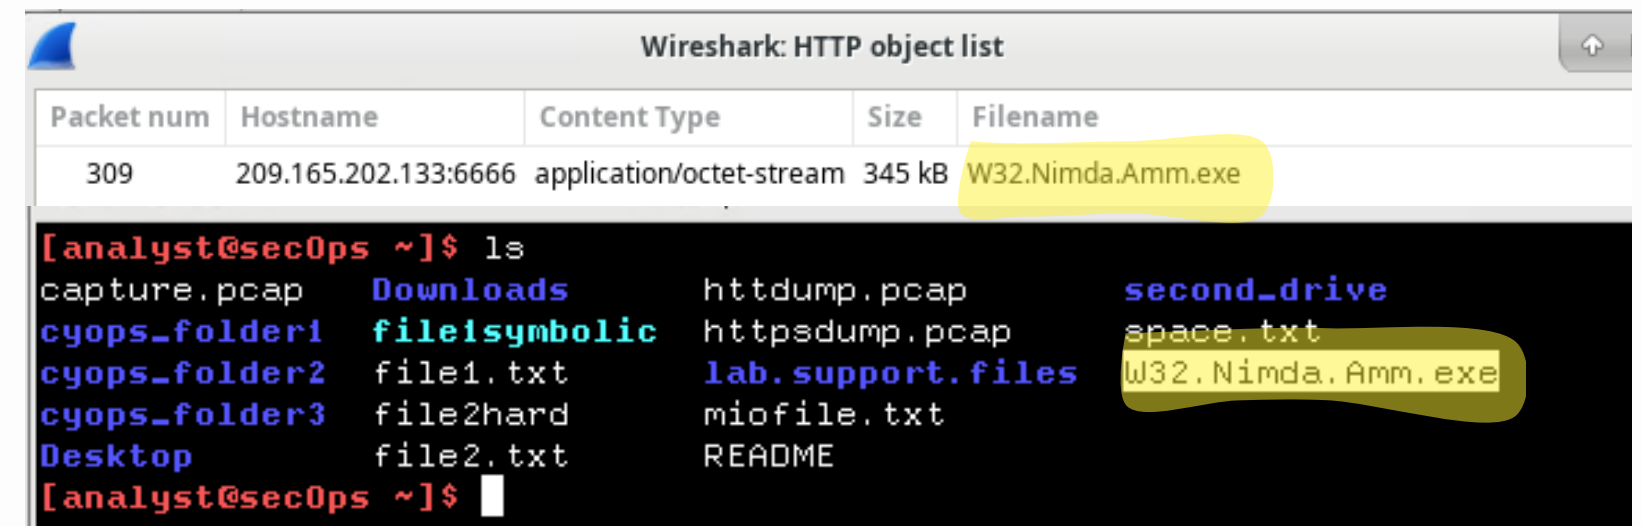 Wireshark: HTTP object list
Packet num Hostname Content Type Size Filename
309 209.165.202.133:6666 application/octet-stream 345 kB W32.Nimda.Amm.exe
[analyst@secOps ~]$ ls
capture.pcap Downloads httdump.pcap second_drive
cyops_folder1 file1symbolic httpsdump.pcap space.txt
cyops_folder2 file1.txt lab.support.files W32.Nimda.Amm.exe
cyops_folder3 file2hard miofile.txt
Desktop file2.txt README
[analyst@secOps ~]$